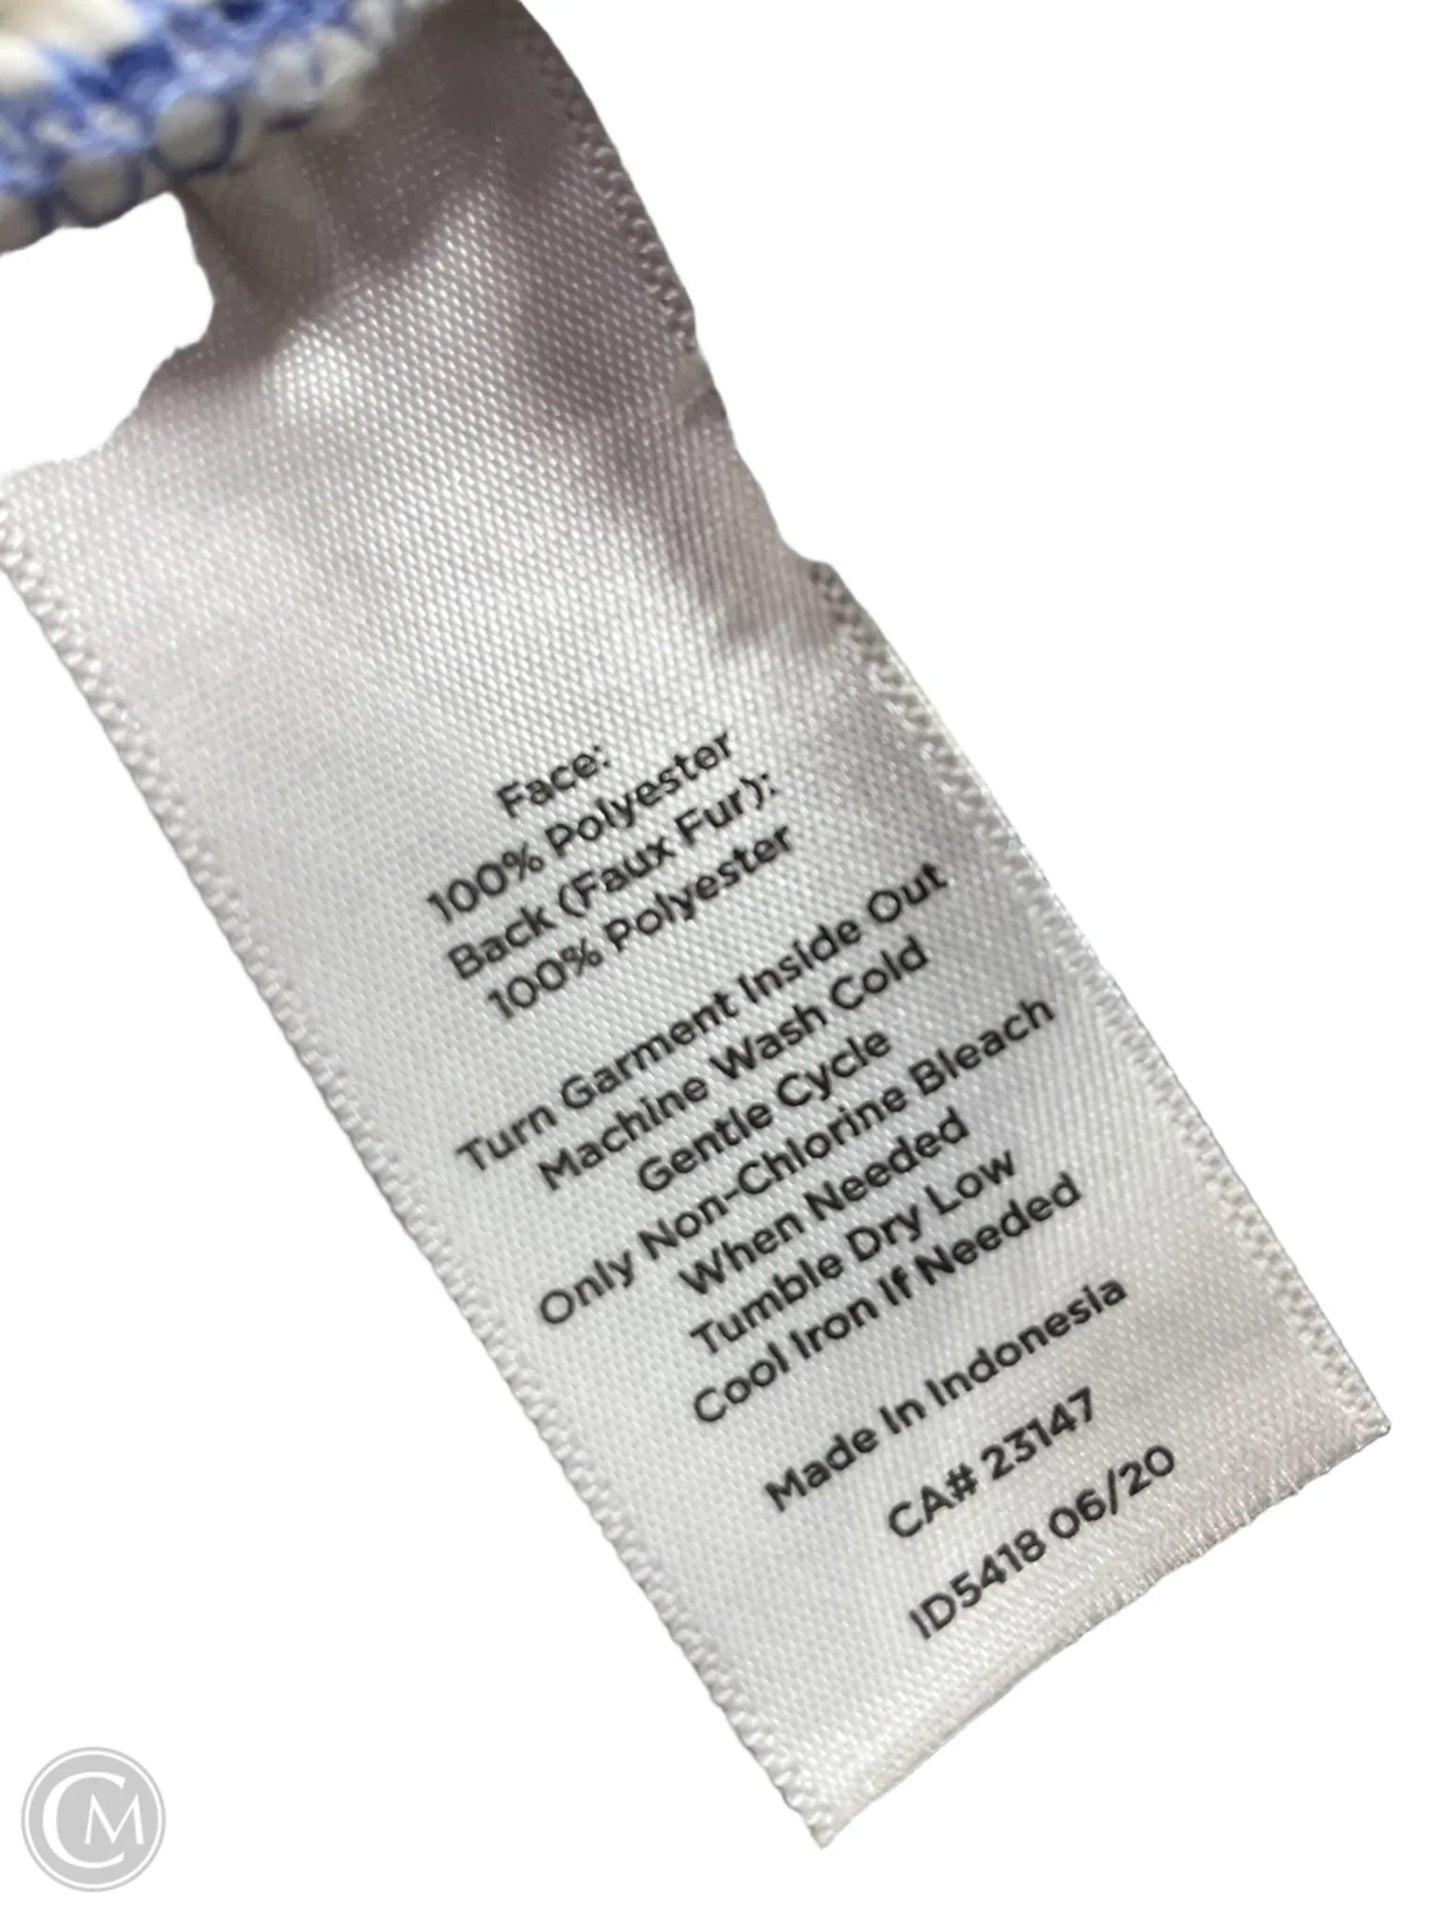 Face:
100% Polyester
Back (Faux Fur):
100% Polyester
Turn Garment Inside Out
Machine Wash Cold
Gentle Cycle
Only Non-Chlorine Bleach
When Needed
Tumble Dry Low
Cool Iron If Needed
Made In Indonesia
CA# 23147
ID5418 06/20
CM